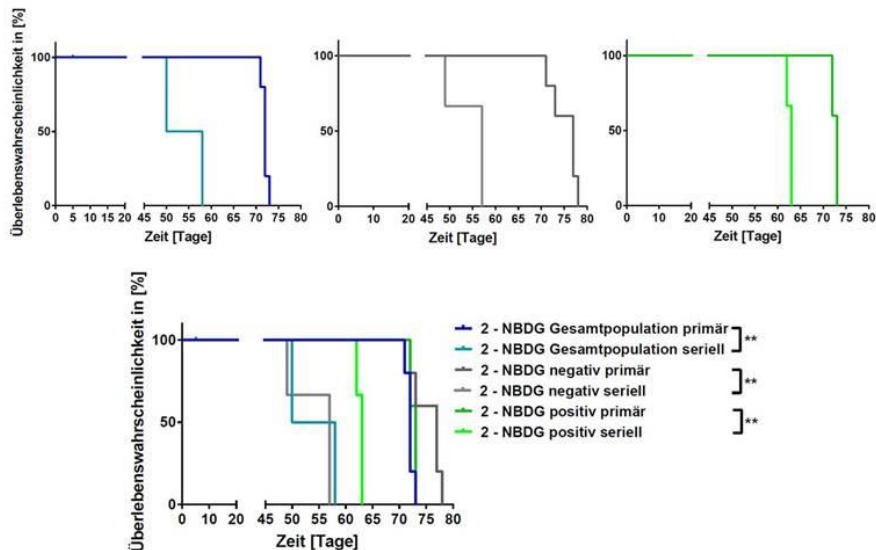 Überlebenswahrscheinlichkeit in [%]
100
50
0
0 5 10 15 20 45 50 55 60 65 70 75 80
Zeit [Tage]
100
50
0
0 10 20 45 50 55 60 65 70 75 80
Zeit [Tage]
100
50
0
0 10 20 45 50 55 60 65 70 75 80
Zeit [Tage]
Überlebenswahrscheinlichkeit in [%]
100
50
0
0 10 20 45 50 55 60 65 70 75 80
Zeit [Tage]
2 - NBDG Gesamtpopulation primär
2 - NBDG Gesamtpopulation seriell
**
2 - NBDG negativ primär
2 - NBDG negativ seriell
**
2 - NBDG positiv primär
2 - NBDG positiv seriell
**